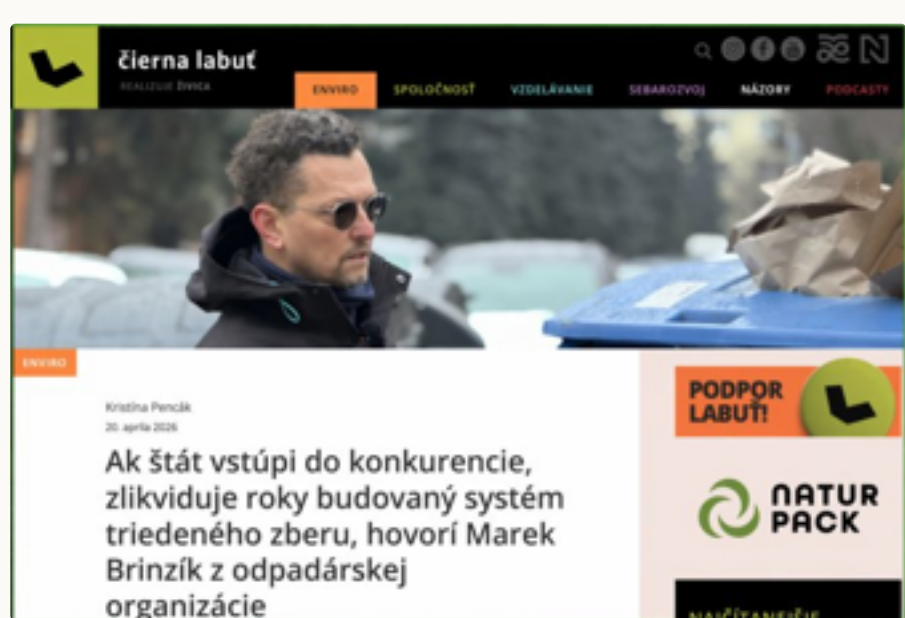 čierna labuť
REALIZUJE ŽIVICA
ENVIRO
SPOLOČNOSŤ
VZDELÁVANIE
SEBAROZVOJ
NÁZORY
PODCASTY
ENVIRO
Kristína Pencák
20. apríla 2026
Ak štát vstúpi do konkurencie,
zlikviduje roky budovaný systém
triedeného zberu, hovorí Marek
Brinzík z odpadárskej
organizácie
PODPOR
LABUŤ!
NATUR
PACK
NAJČÍTANEJŠIE